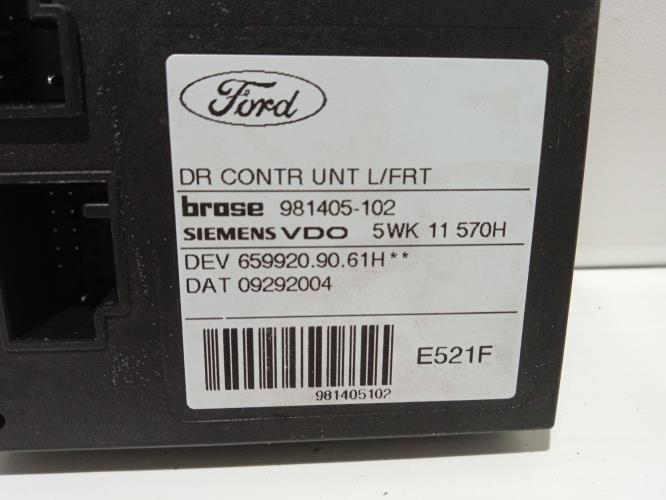 Ford
DR CONTR UNT L/FRT
brose 981405-102
SIEMENS VDO 5WK 11 570H
DEV 659920.90.61H**
DAT 09292004
E521F
981405102